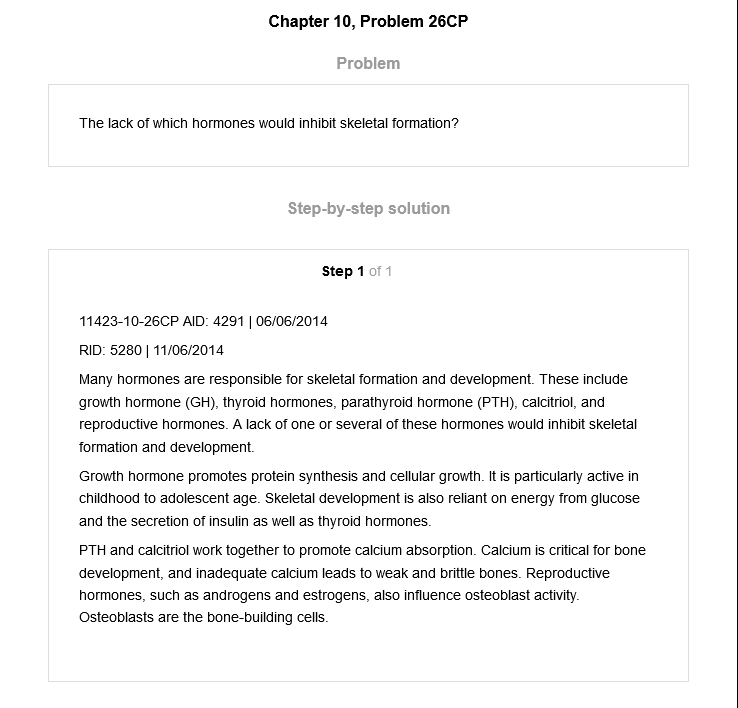 Chapter 10, Problem 26CP
Problem
The lack of which hormones would inhibit skeletal formation?
Step-by-step solution
Step 1 of 1
11423-10-26CP AID: 4291 | 06/06/2014
RID: 5280 | 11/06/2014
Many hormones are responsible for skeletal formation and development. These include
growth hormone (GH), thyroid hormones, parathyroid hormone (PTH), calcitriol, and
reproductive hormones. A lack of one or several of these hormones would inhibit skeletal
formation and development.
Growth hormone promotes protein synthesis and cellular growth. It is particularly active in
childhood to adolescent age. Skeletal development is also reliant on energy from glucose
and the secretion of insulin as well as thyroid hormones.
PTH and calcitriol work together to promote calcium absorption. Calcium is critical for bone
development, and inadequate calcium leads to weak and brittle bones. Reproductive
hormones, such as androgens and estrogens, also influence osteoblast activity.
Osteoblasts are the bone-building cells.